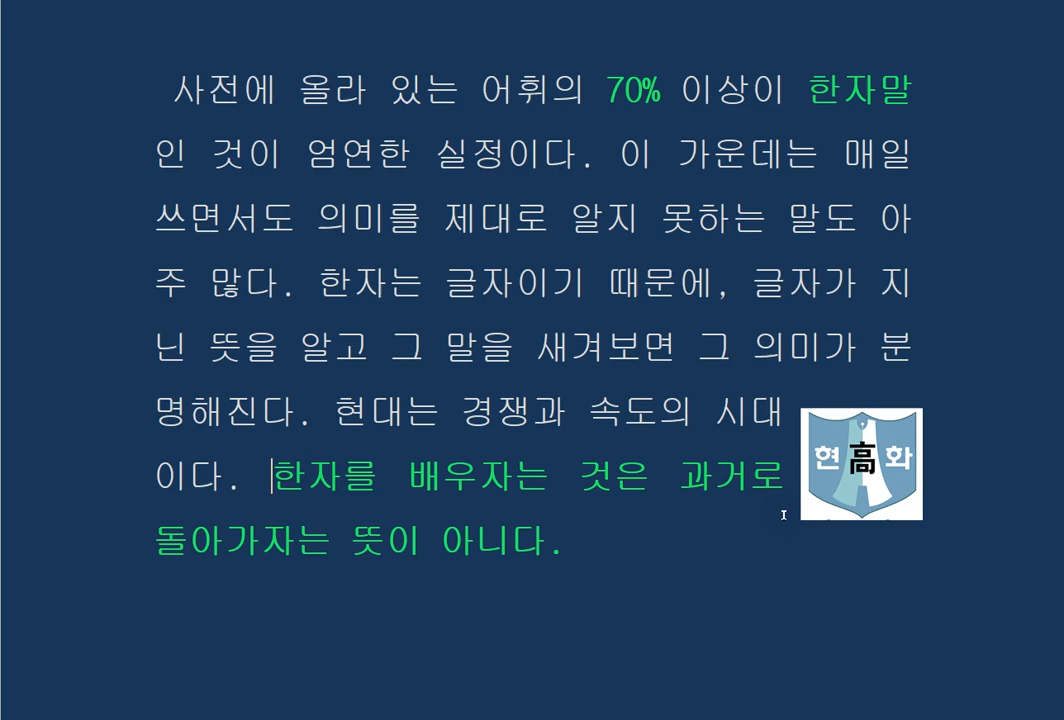 사전에 올라 있는 어휘의 70% 이상이 한자말
인 것이 엄연한 실정이다. 이 가운데는 매일
쓰면서도 의미를 제대로 알지 못하는 말도 아
주 많다. 한자는 글자이기 때문에, 글자가 지
닌 뜻을 알고 그 말을 새겨보면 그 의미가 분
명해진다. 현대는 경쟁과 속도의 시대
이다. 한자를 배우자는 것은 과거로
돌아가자는 뜻이 아니다.
현 高 화